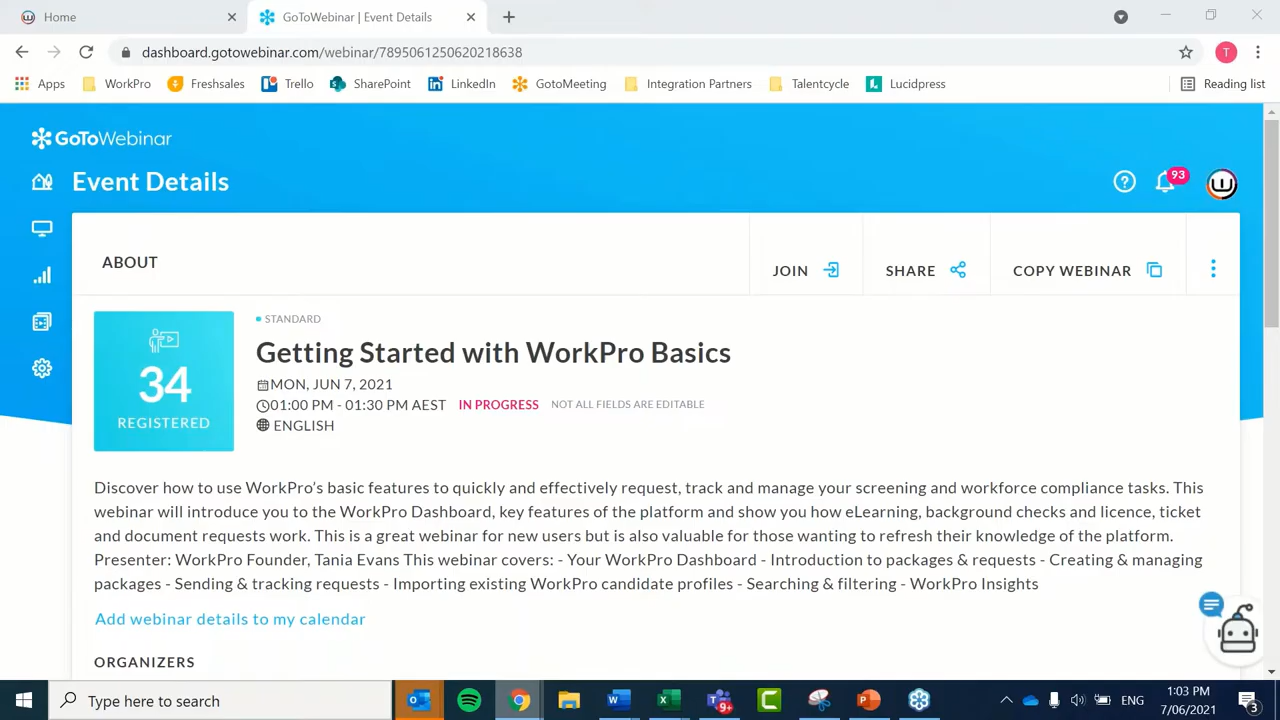 Home
GoToWebinar | Event Details
dashboard.gotowebinar.com/webinar/7895061250620218638
T
Apps
WorkPro
Freshsales
Trello
SharePoint
LinkedIn
GotoMeeting
Integration Partners
Talentcycle
Lucidpress
Reading list
GoToWebinar
Event Details
93
ABOUT
JOIN
SHARE
COPY WEBINAR
34
REGISTERED
STANDARD
Getting Started with WorkPro Basics
MON, JUN 7, 2021
01:00 PM - 01:30 PM AEST IN PROGRESS NOT ALL FIELDS ARE EDITABLE
ENGLISH
Discover how to use WorkPro's basic features to quickly and effectively request, track and manage your screening and workforce compliance tasks. This
webinar will introduce you to the WorkPro Dashboard, key features of the platform and show you how eLearning, background checks and licence, ticket
and document requests work. This is a great webinar for new users but is also valuable for those wanting to refresh their knowledge of the platform.
Presenter: WorkPro Founder, Tania Evans This webinar covers: - Your WorkPro Dashboard - Introduction to packages & requests - Creating & managing
packages - Sending & tracking requests - Importing existing WorkPro candidate profiles - Searching & filtering - WorkPro Insights
Add webinar details to my calendar
ORGANIZERS
Type here to search
9+
ENG
1:03 PM
7/06/2021
3